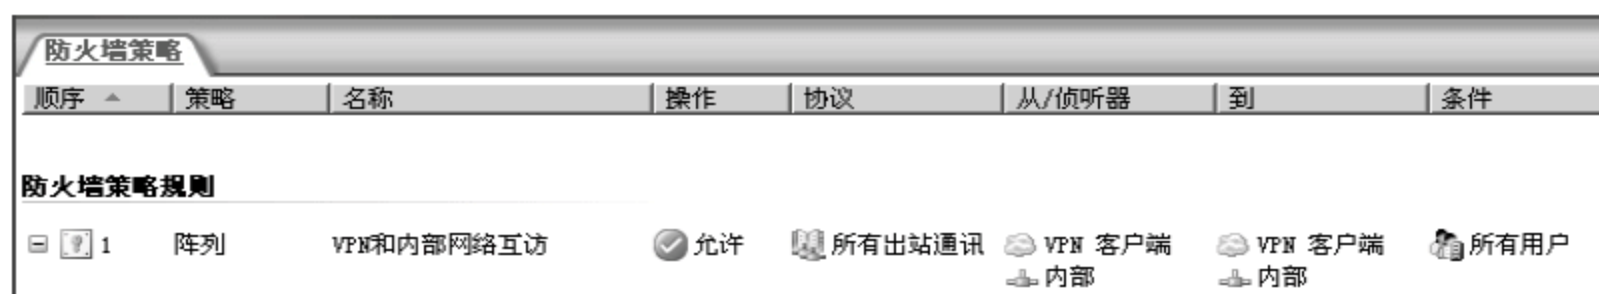 防火墙策略
顺序 策略 名称 操作 协议 从/侦听器 到 条件
防火墙策略规则
1 阵列 VPN和内部网络互访 允许 所有出站通讯 VPN 客户端 VPN 客户端 所有用户
内部 内部